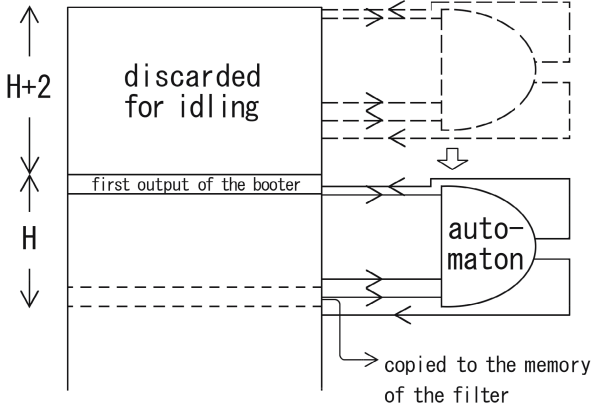 discarded
for idling
H+2
first output of the booter
H
auto-
maton
copied to the memory
of the filter